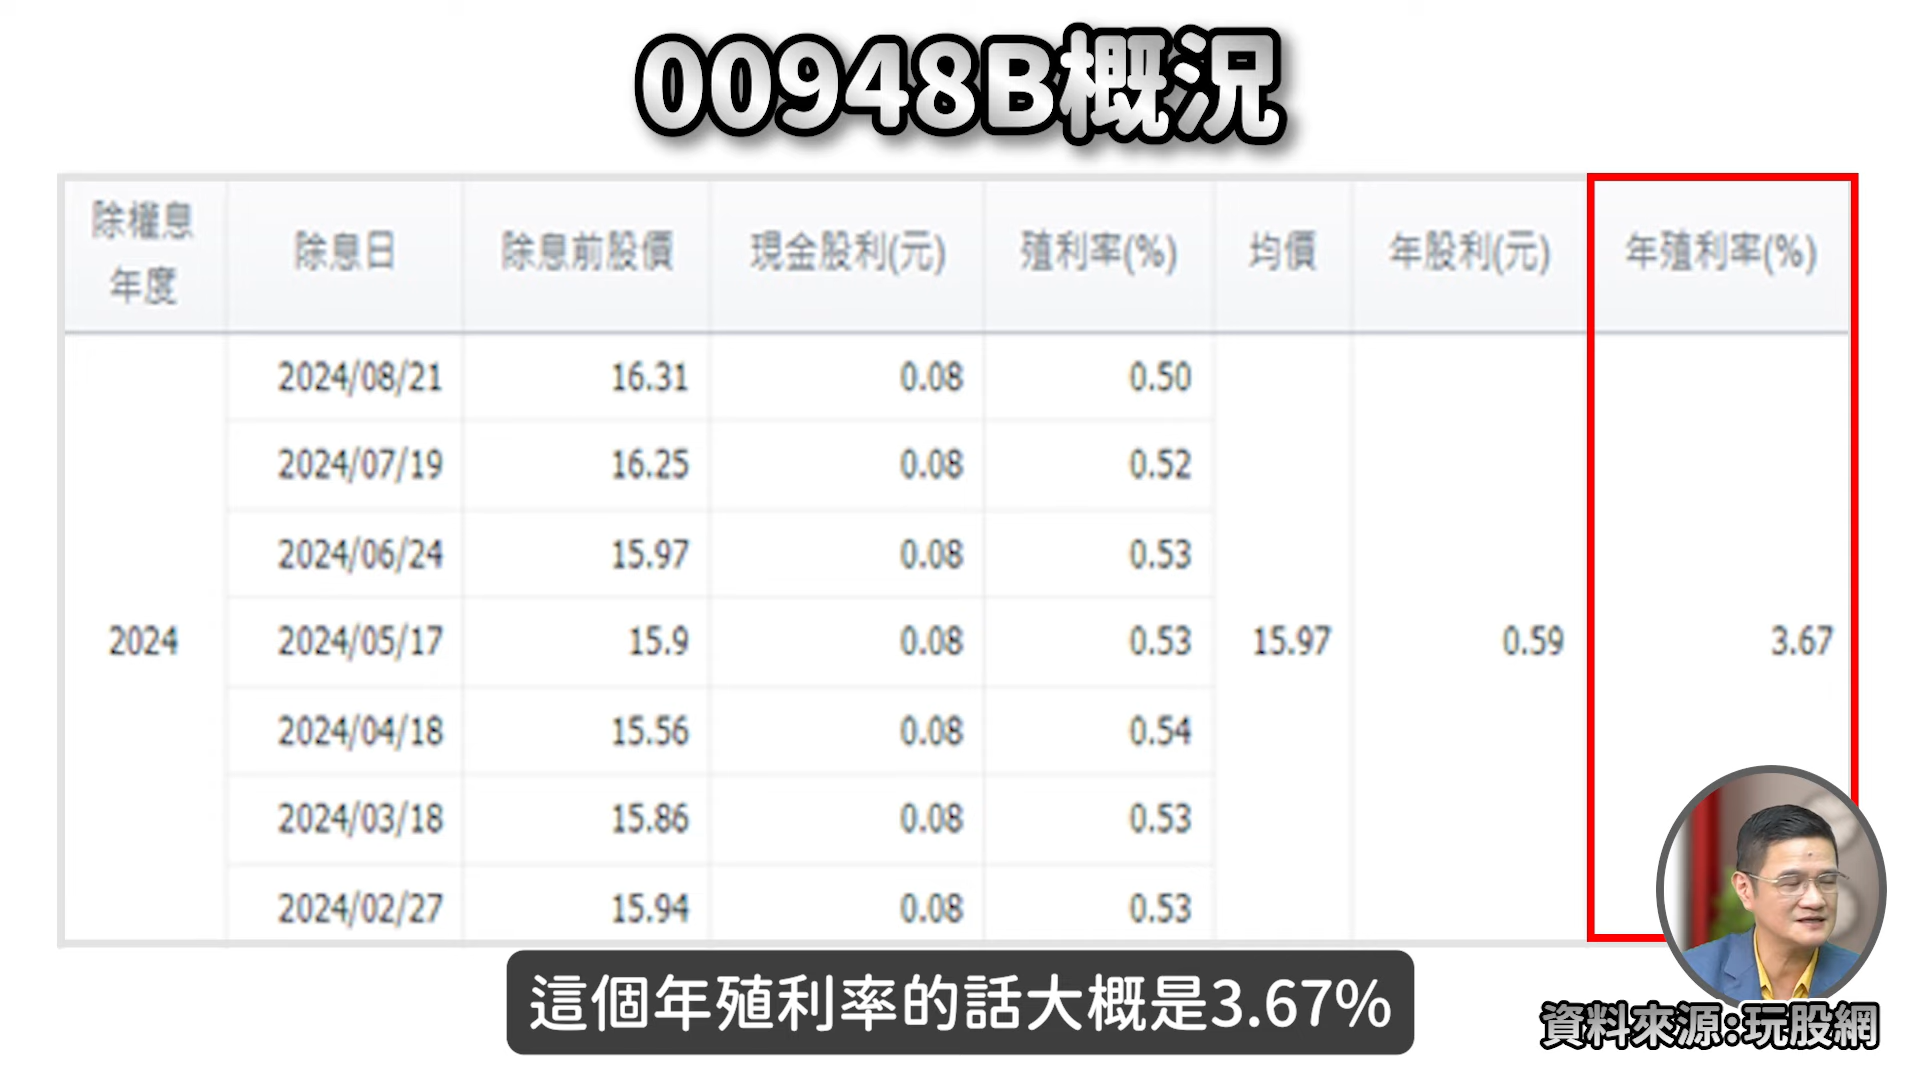 00948B概況
除權息年度 除息日 除息前股價 現金股利(元) 殖利率(%) 均價 年股利(元) 年殖利率(%)
2024/08/21 16.31 0.08 0.50
2024/07/19 16.25 0.08 0.52
2024/06/24 15.97 0.08 0.53
2024 2024/05/17 15.9 0.08 0.53 15.97 0.59 3.67
2024/04/18 15.56 0.08 0.54
2024/03/18 15.86 0.08 0.53
2024/02/27 15.94 0.08 0.53
這個年殖利率的話大概是3.67%
資料來源:玩股網